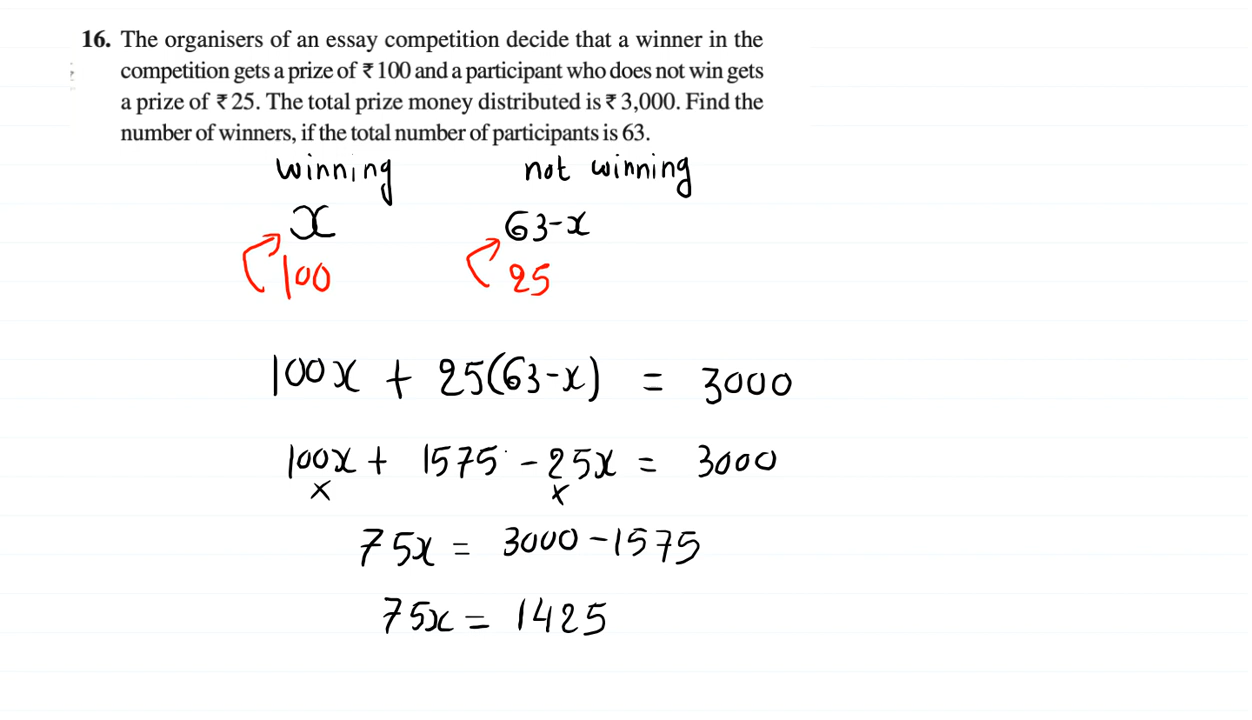 16. The organisers of an essay competition decide that a winner in the
competition gets a prize of ₹ 100 and a participant who does not win gets
a prize of ₹ 25. The total prize money distributed is ₹ 3,000. Find the
number of winners, if the total number of participants is 63.
winning not winning
x 63-x
100 25
100x + 25(63-x) = 3000
100x + 1575 - 25x = 3000
x x
75x = 3000 - 1575
75x = 1425